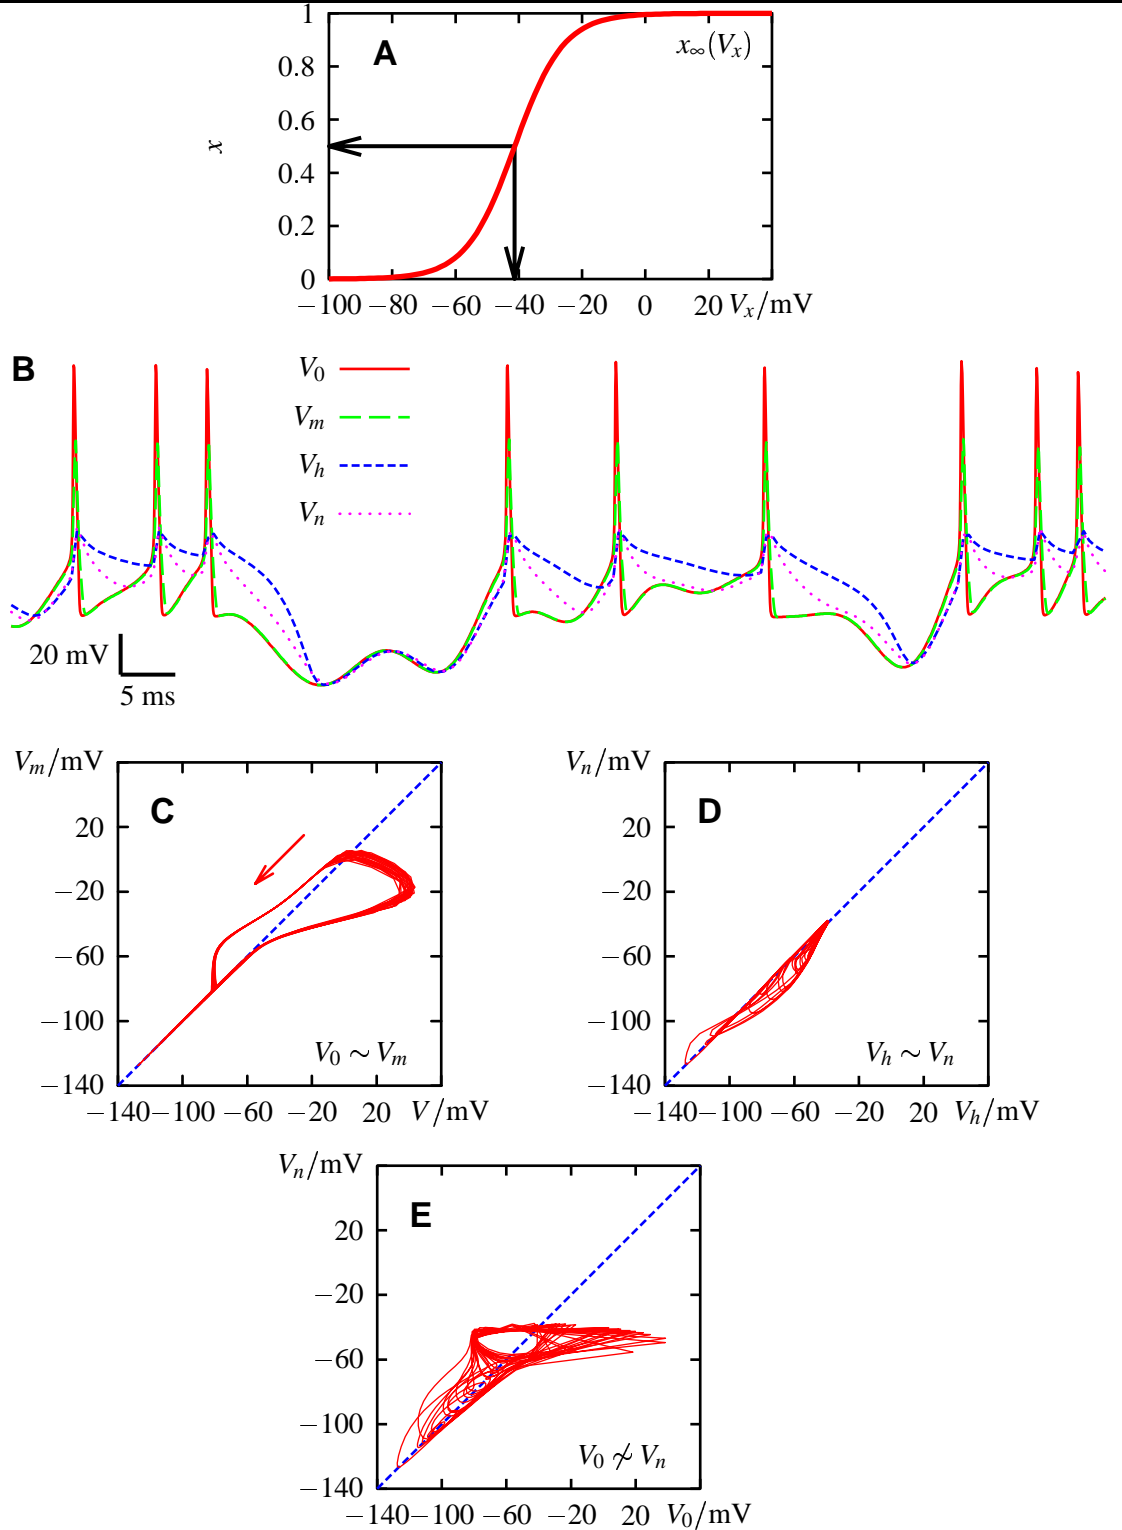 A
x∞(Vx)
x
1
0.8
0.6
0.4
0.2
0
−100 −80 −60 −40 −20 0 20 Vx/mV
B
V0
Vm
Vh
Vn
20 mV
5 ms
Vm/mV
C
20
−20
−60
−100
−140
V0 ∼ Vm
−140 −100 −60 −20 20 V/mV
Vn/mV
D
20
−20
−60
−100
−140
Vh ∼ Vn
−140 −100 −60 −20 20 Vh/mV
Vn/mV
E
20
−20
−60
−100
−140
V0 ≁ Vn
−140 −100 −60 −20 20 V0/mV